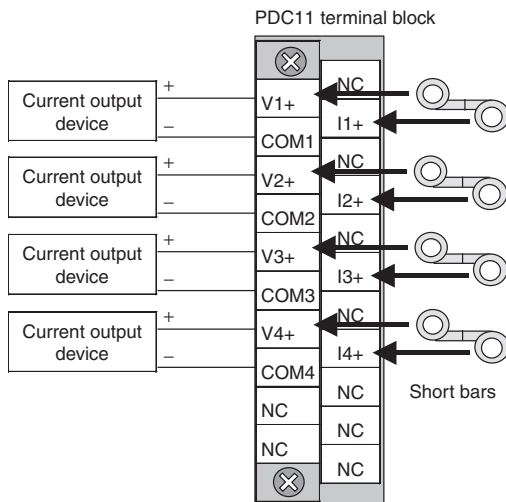 PDC11 terminal block
NC
Current output
device
+
−
V1+
I1+
COM1
NC
Current output
device
+
−
V2+
I2+
COM2
NC
Current output
device
+
−
V3+
I3+
COM3
NC
Current output
device
+
−
V4+
I4+
COM4
NC
NC
NC
NC
NC
Short bars